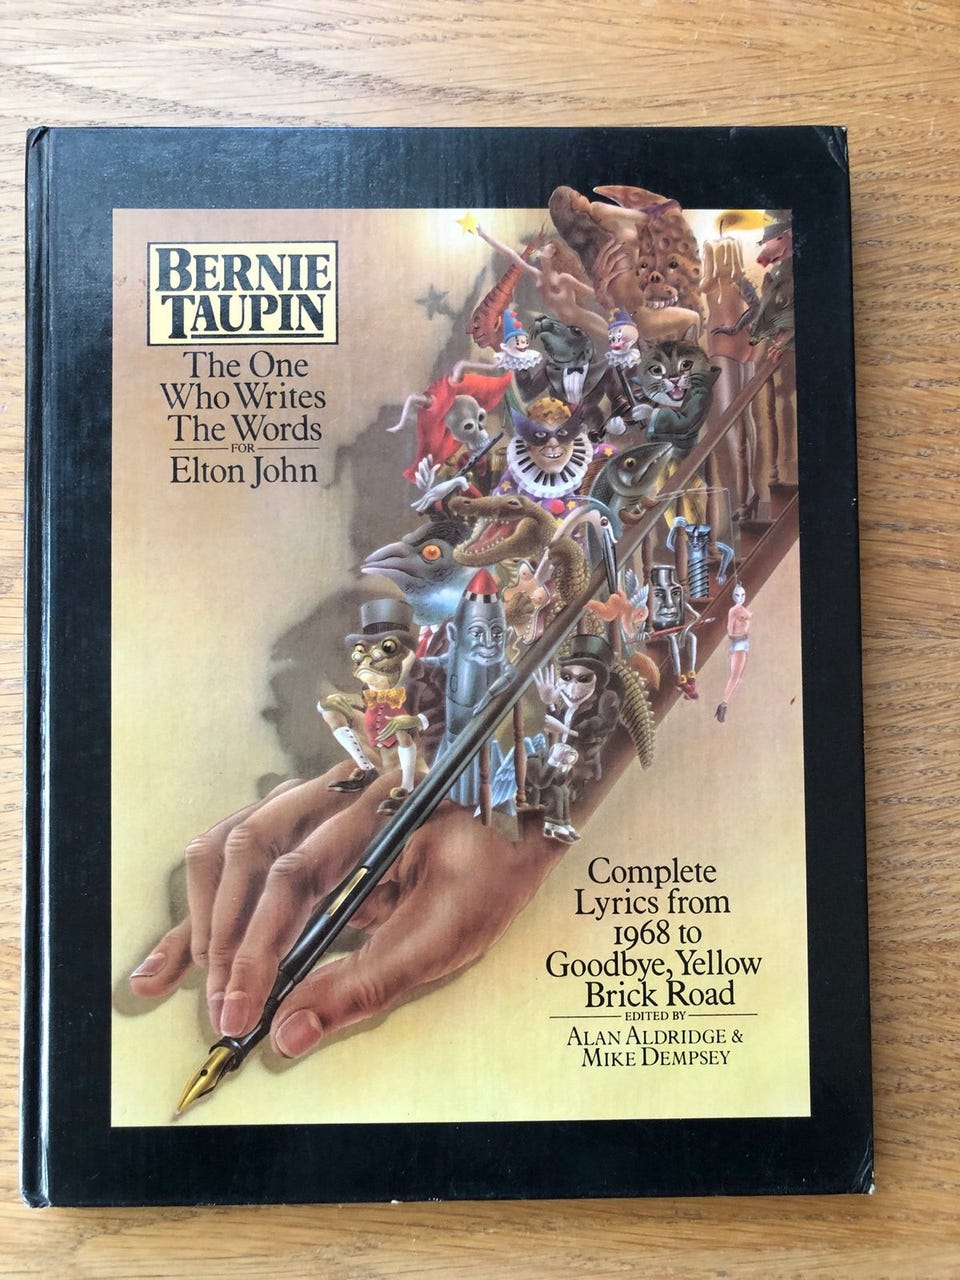 BERNIE
TAUPIN
The One
Who Writes
The Words
FOR
Elton John
Complete
Lyrics from
1968 to
Goodbye, Yellow
Brick Road
EDITED BY
ALAN ALDRIDGE &
MIKE DEMPSEY